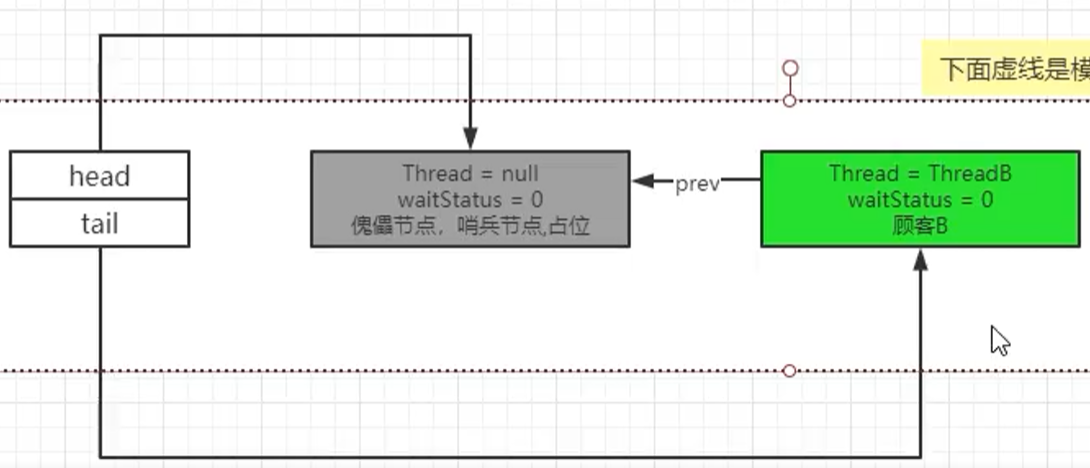 下面虚线是模
head
tail
Thread = null
waitStatus = 0
傀儡节点，哨兵节点,占位
prev
Thread = ThreadB
waitStatus = 0
顾客B